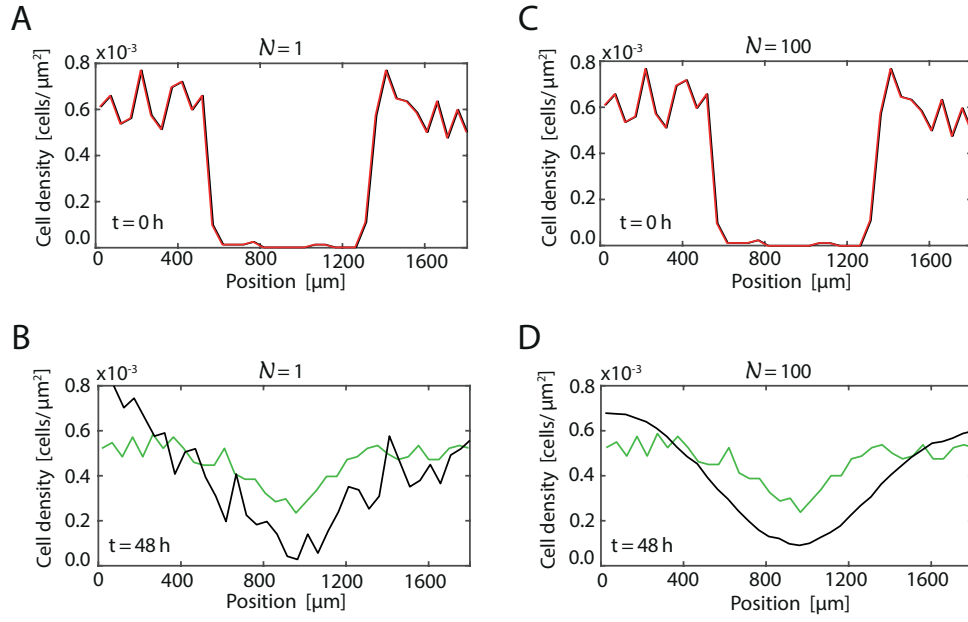 A
x10⁻³
𝒩 = 1
0.8
0.6
0.4
0.2
0.0
Cell density [cells/ µm²]
t = 0 h
0
400
800
1200
1600
Position [µm]
C
x10⁻³
𝒩 = 100
0.8
0.6
0.4
0.2
0.0
Cell density [cells/ µm²]
t = 0 h
0
400
800
1200
1600
Position [µm]
B
x10⁻³
𝒩 = 1
0.8
0.6
0.4
0.2
0.0
Cell density [cells/ µm²]
t = 48 h
0
400
800
1200
1600
Position [µm]
D
x10⁻³
𝒩 = 100
0.8
0.6
0.4
0.2
0.0
Cell density [cells/ µm²]
t = 48 h
0
400
800
1200
1600
Position [µm]